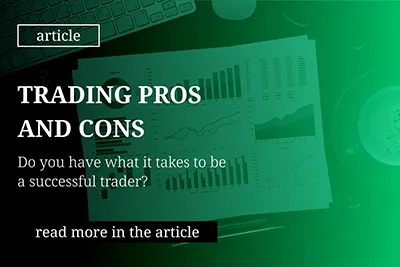 article
TRADING PROS
AND CONS
Do you have what it takes to be
a successful trader?
read more in the article